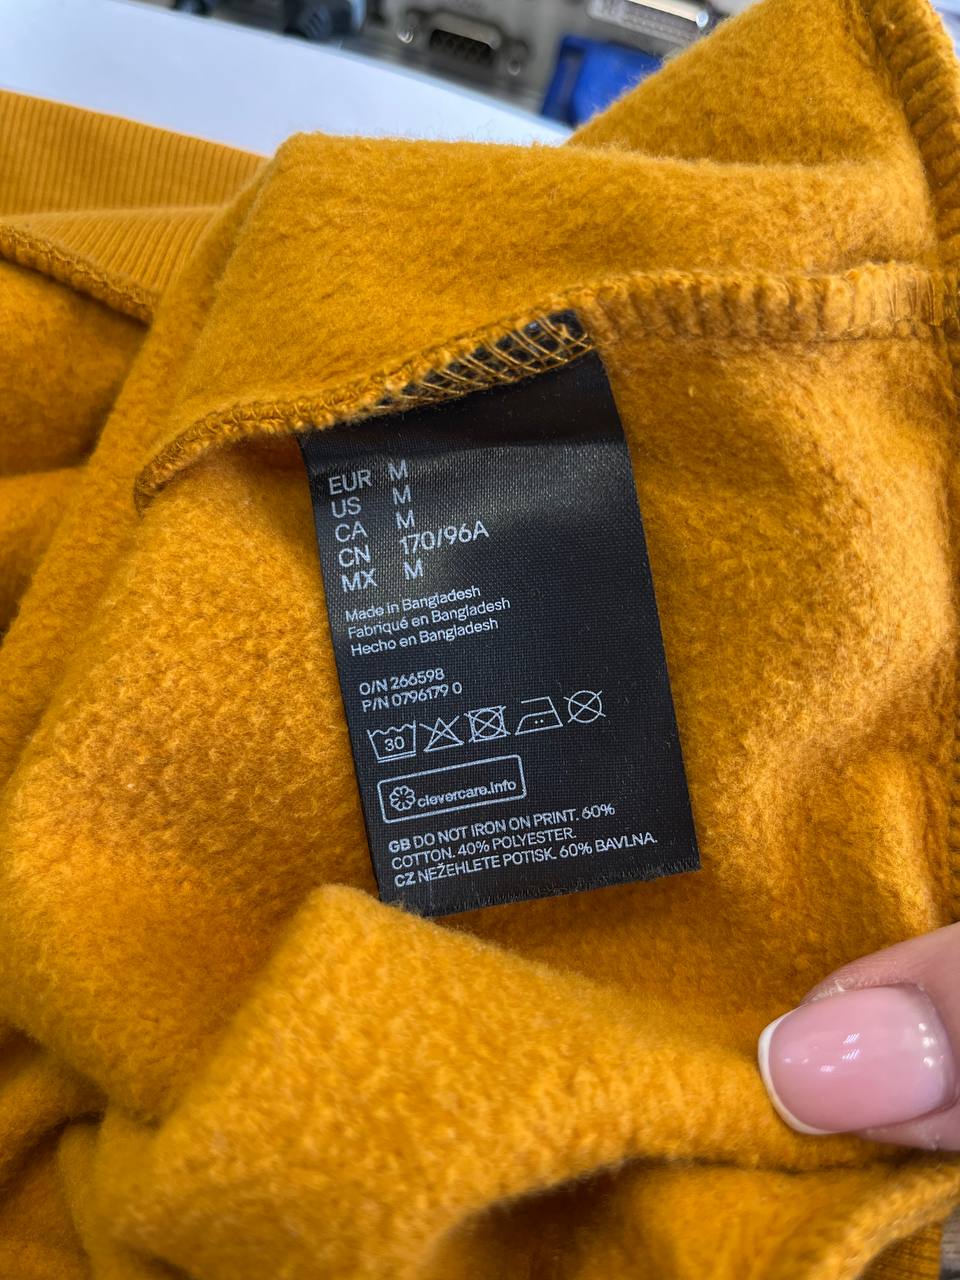 EUR M
US M
CA M
CN 170/96A
MX M
Made in Bangladesh
Fabriqué en Bangladesh
Hecho en Bangladesh
O/N 266598
P/N 0796179 0
30
clevercare.info
GB DO NOT IRON ON PRINT. 60%
COTTON. 40% POLYESTER.
CZ NEŽEHLETE POTISK. 60% BAVLNA.